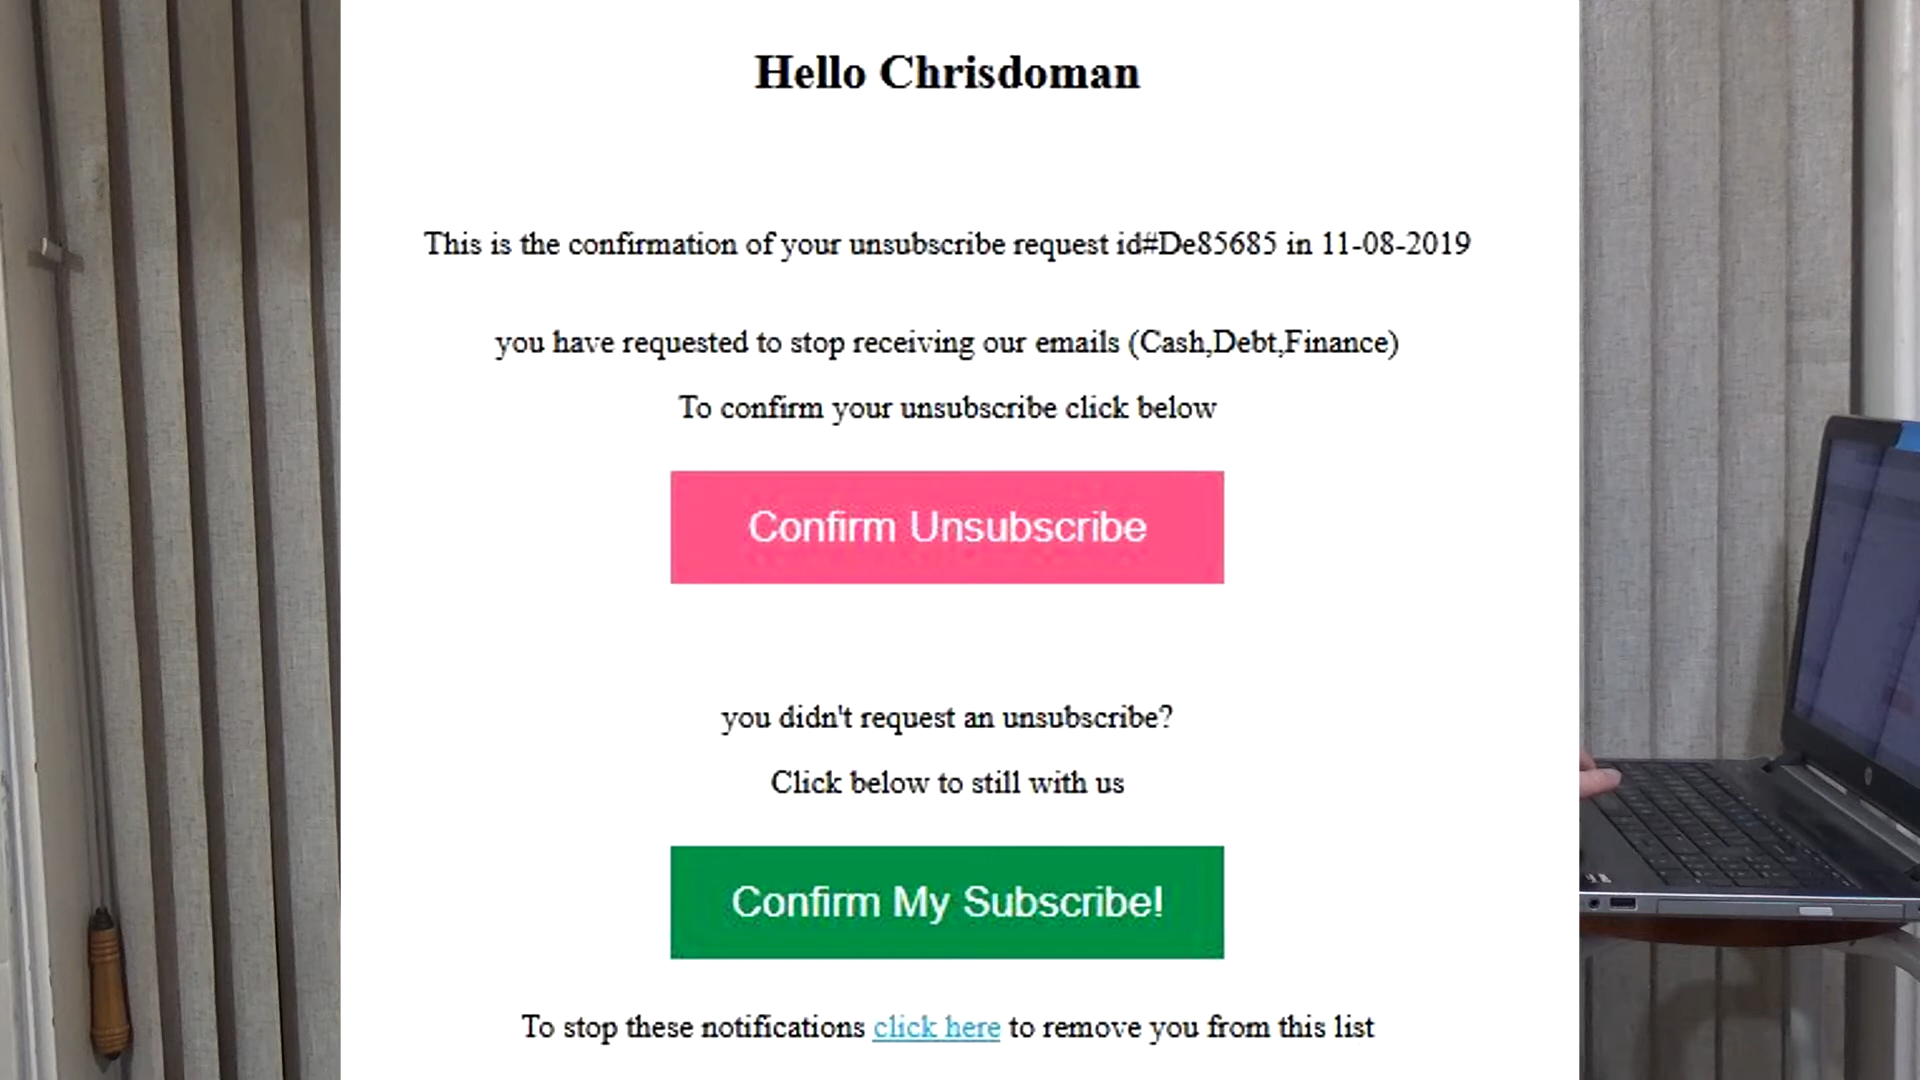 Hello Chrisdoman
This is the confirmation of your unsubscribe request id#De85685 in 11-08-2019
you have requested to stop receiving our emails (Cash,Debt,Finance)
To confirm your unsubscribe click below
Confirm Unsubscribe
you didn't request an unsubscribe?
Click below to still with us
Confirm My Subscribe!
To stop these notifications click here to remove you from this list